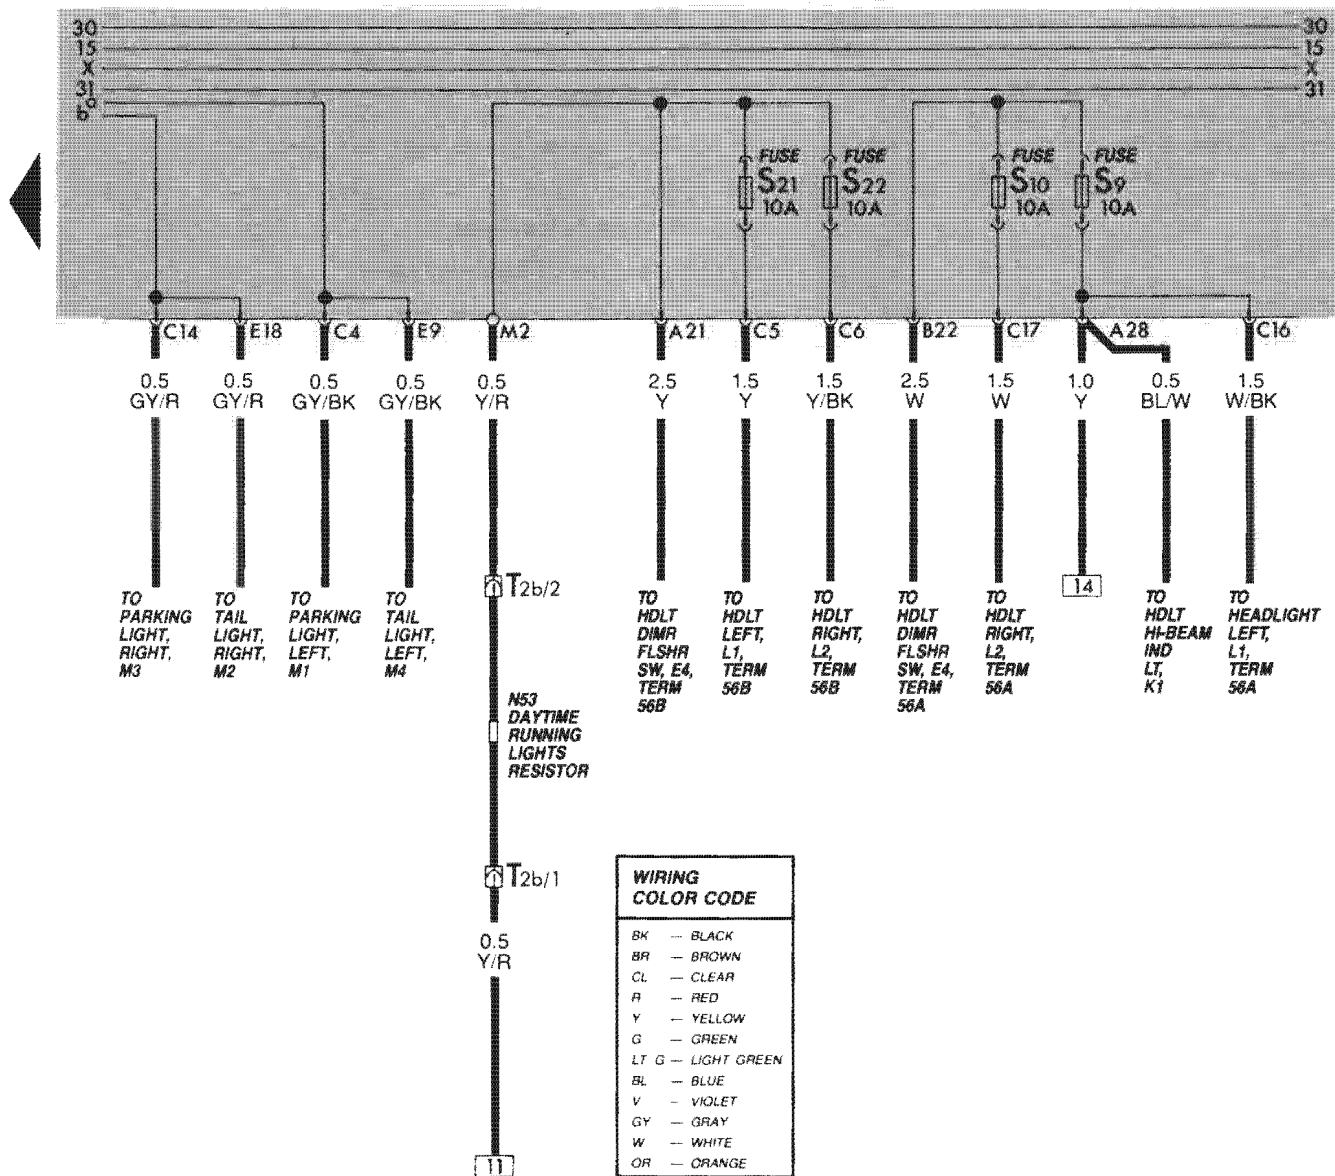 30 30
15 15
X X
31 31
a
b
FUSE FUSE FUSE FUSE
S21 S22 S10 S9
10A 10A 10A 10A
C14 E18 C4 E9 M2 A21 C5 C6 B22 C17 A28 C16
0.5 0.5 0.5 0.5 0.5 2.5 1.5 1.5 2.5 1.5 1.0 0.5 1.5
GY/R GY/R GY/BK GY/BK Y/R Y Y Y/BK W W Y BL/W W/BK
T2b/2
14
TO
PARKING
LIGHT,
RIGHT,
M3
TO
TAIL
LIGHT,
RIGHT,
M2
TO
PARKING
LIGHT,
LEFT,
M1
TO
TAIL
LIGHT,
LEFT,
M4
TO
HDLT
DIMR
FLSHR
SW, E4,
TERM
56B
TO
HDLT
LEFT,
L1,
TERM
56B
TO
HDLT
RIGHT,
L2,
TERM
56B
TO
HDLT
DIMR
FLSHR
SW, E4,
TERM
56A
TO
HDLT
RIGHT,
L2,
TERM
56A
TO
HDLT
HI-BEAM
IND
LT,
K1
TO
HEADLIGHT
LEFT,
L1,
TERM
56A
N53
DAYTIME
RUNNING
LIGHTS
RESISTOR
T2b/1
0.5
Y/R
11
WIRING
COLOR CODE
BK — BLACK
BR — BROWN
CL — CLEAR
R — RED
Y — YELLOW
G — GREEN
LT G — LIGHT GREEN
BL — BLUE
V — VIOLET
GY — GRAY
W — WHITE
OR — ORANGE